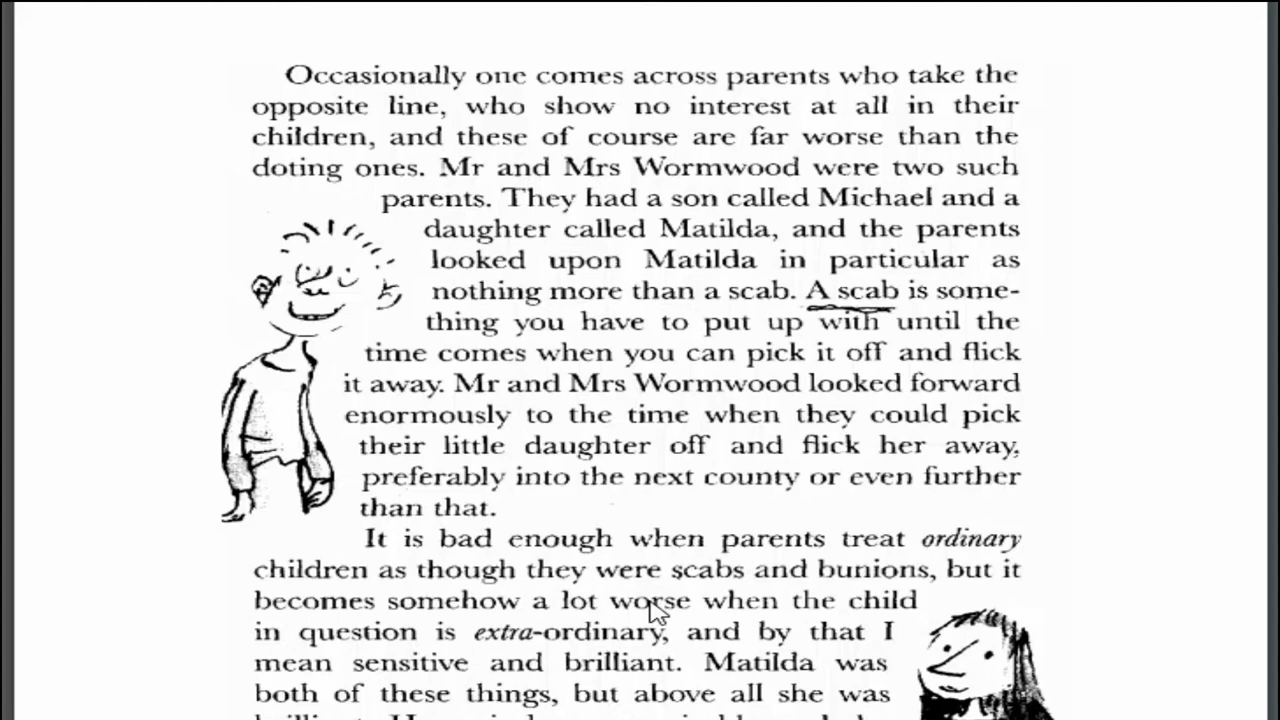 Occasionally one comes across parents who take the
opposite line, who show no interest at all in their
children, and these of course are far worse than the
doting ones. Mr and Mrs Wormwood were two such
parents. They had a son called Michael and a
daughter called Matilda, and the parents
looked upon Matilda in particular as
nothing more than a scab. A scab is some-
thing you have to put up with until the
time comes when you can pick it off and flick
it away. Mr and Mrs Wormwood looked forward
enormously to the time when they could pick
their little daughter off and flick her away,
preferably into the next county or even further
than that.
It is bad enough when parents treat ordinary
children as though they were scabs and bunions, but it
becomes somehow a lot worse when the child
in question is extra-ordinary, and by that I
mean sensitive and brilliant. Matilda was
both of these things, but above all she was